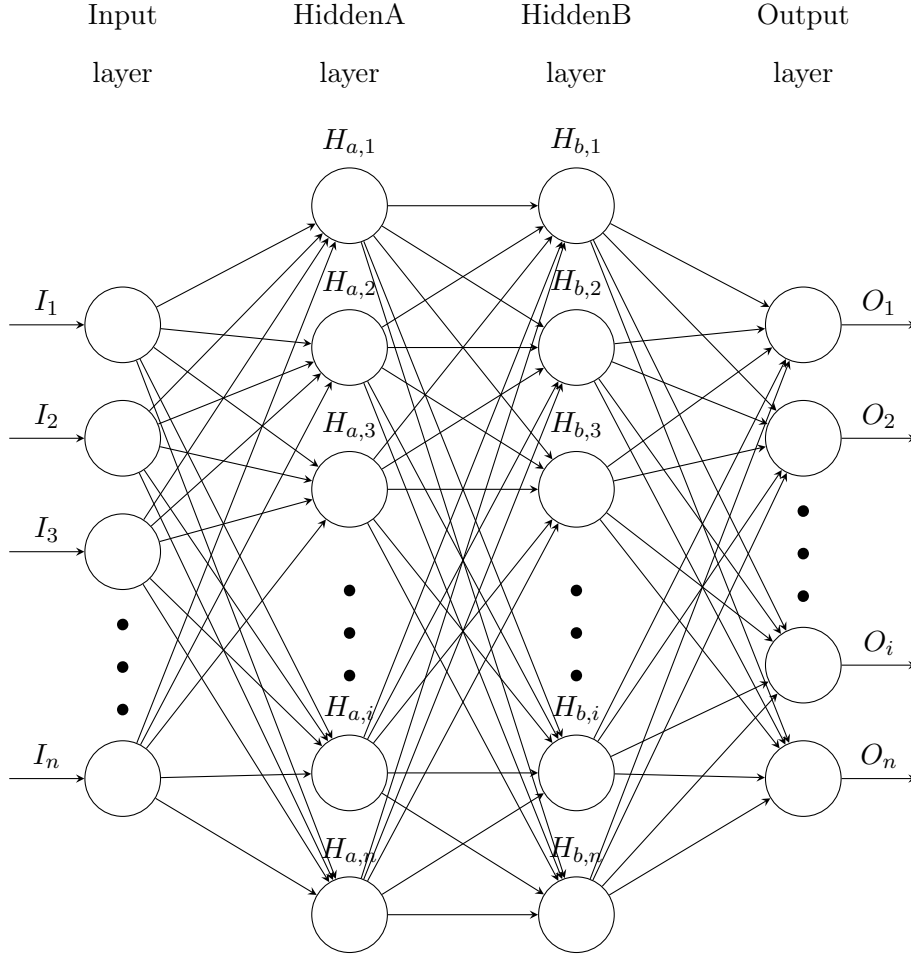 Input HiddenA HiddenB Output
layer layer layer layer
H_{a,1} H_{b,1}
H_{a,2} H_{b,2}
I_1 O_1
I_2 O_2
H_{a,3} H_{b,3}
I_3
O_i
H_{a,i} H_{b,i}
I_n O_n
H_{a,n} H_{b,n}